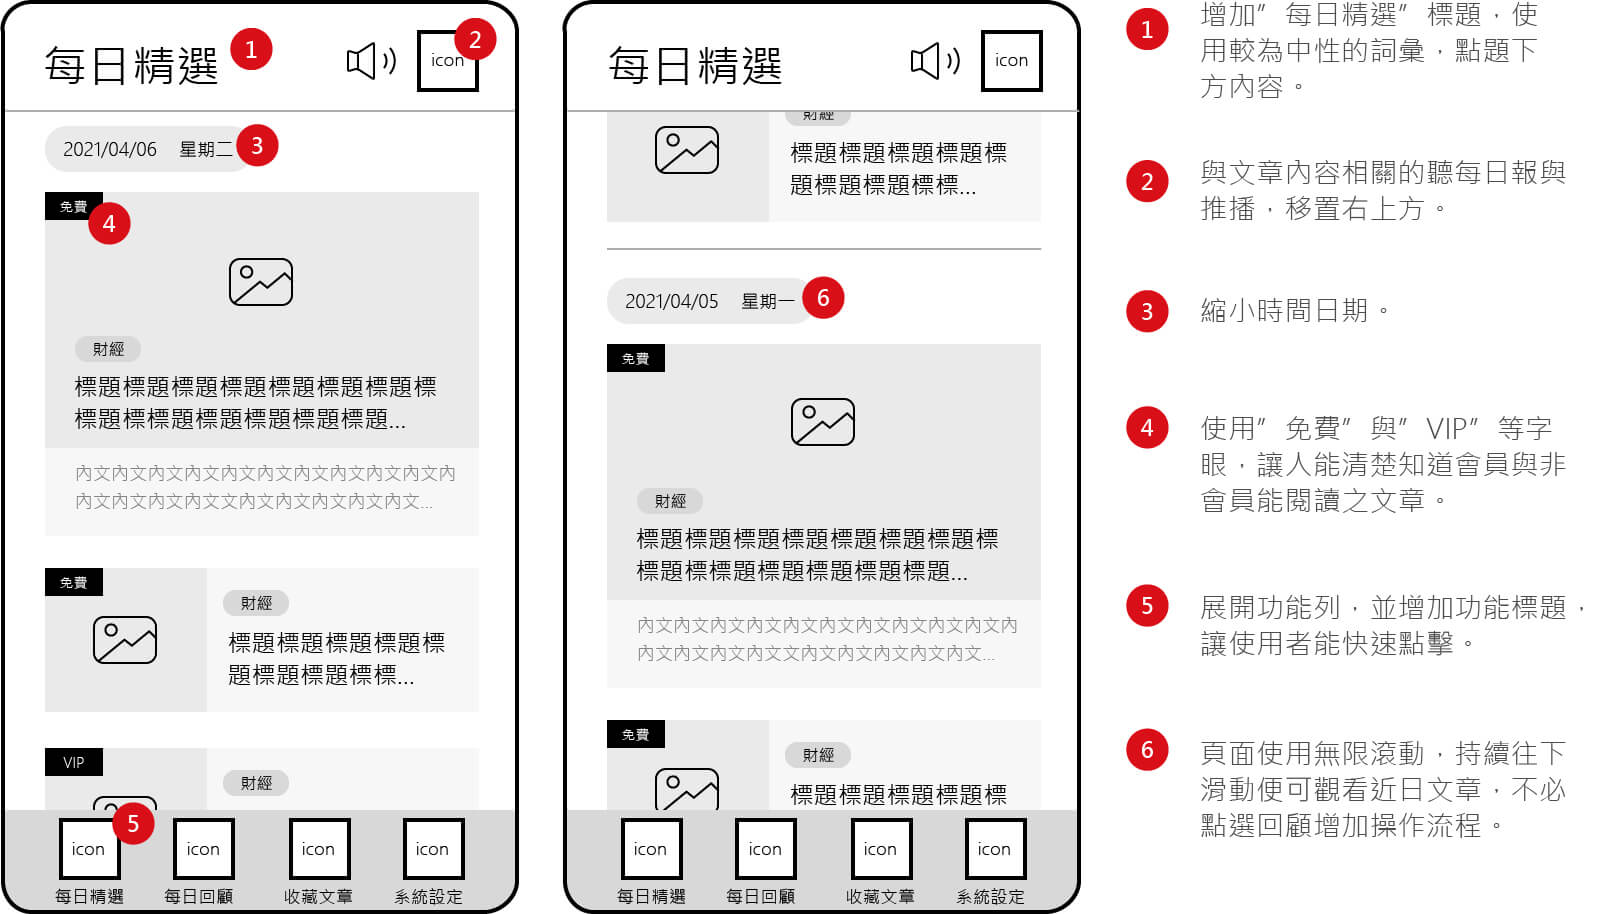 每日精選
1
icon
2
2021/04/06 星期二
3
免費
4
財經
標題標題標題標題標題標題標題標
標題標標題標題標題標題標題...
內文內文內文內文內文內文內文內文內文內文內
內文內文內文內文文內文內文內文內文內文...
免費
財經
標題標題標題標題標
題標題標題標標...
VIP
財經
5
icon
icon
icon
icon
每日精選
每日回顧
收藏文章
系統設定
每日精選
icon
財經
標題標題標題標題標
題標題標題標標...
2021/04/05 星期一
6
免費
財經
標題標題標題標題標題標題標題標
標題標標題標題標題標題標題...
內文內文內文內文內文內文內文內文內文內文內
內文內文內文內文文內文內文內文內文內文...
免費
財經
標題標題標題標題標
icon
icon
icon
icon
每日精選
每日回顧
收藏文章
系統設定
1
增加”每日精選”標題，使
用較為中性的詞彙，點題下
方內容。
2
與文章內容相關的聽每日報與
推播，移置右上方。
3
縮小時間日期。
4
使用”免費”與”VIP”等字
眼，讓人能清楚知道會員與非
會員能閱讀之文章。
5
展開功能列，並增加功能標題，
讓使用者能快速點擊。
6
頁面使用無限滾動，持續往下
滑動便可觀看近日文章，不必
點選回顧增加操作流程。